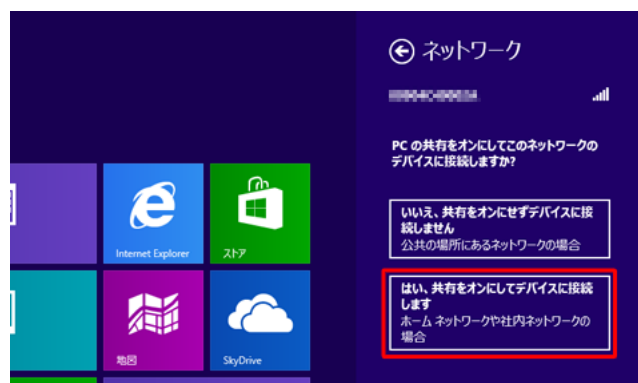 ネットワーク
PC の共有をオンにしてこのネットワークの
デバイスに接続しますか?
いいえ、共有をオンにせずデバイスに接
続しません
公共の場所にあるネットワークの場合
はい、共有をオンにしてデバイスに接続
します
ホーム ネットワークや社内ネットワークの
場合
Internet Explorer
ストア
地図
SkyDrive